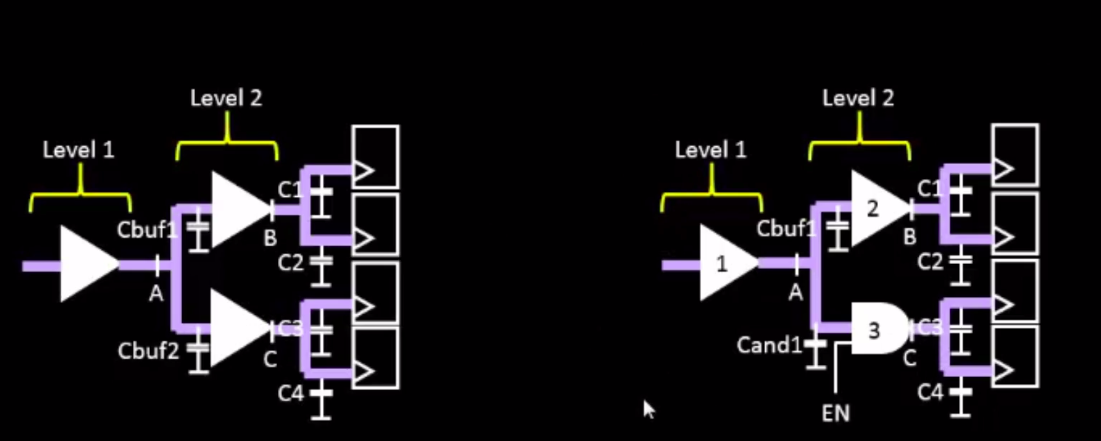 Level 2
Level 1
Cbuf1
A
Cbuf2
C1
B
C2
C3
C
C4
Level 2
Level 1
1
Cbuf1
A
2
C1
B
C2
Cand1
3
C3
C
C4
EN